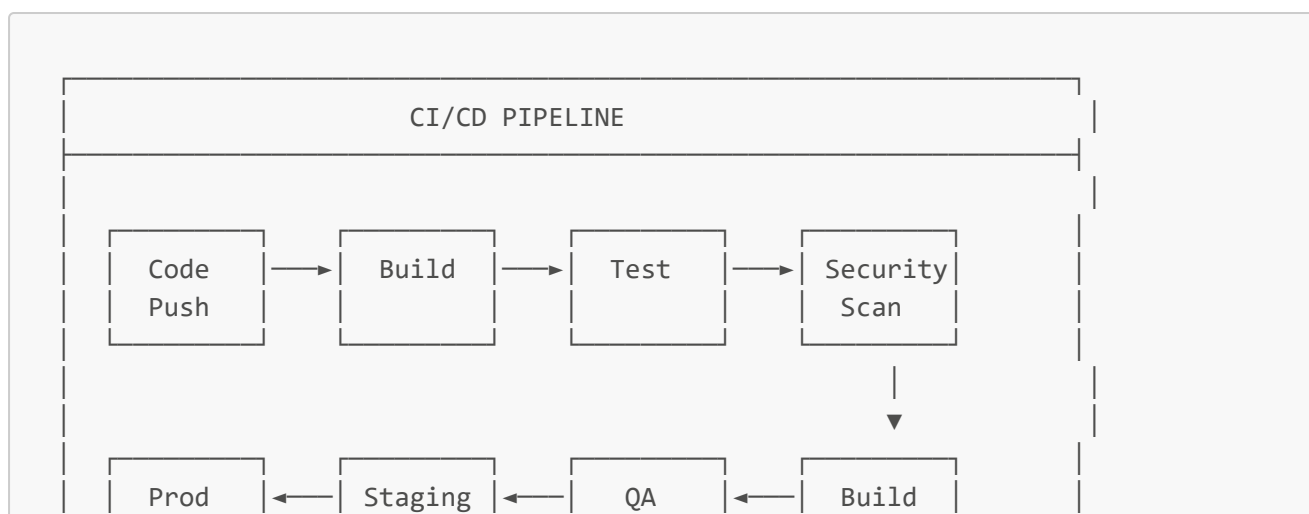 CI/CD PIPELINE
Code Build Test Security
Push Scan
Prod Staging QA Build